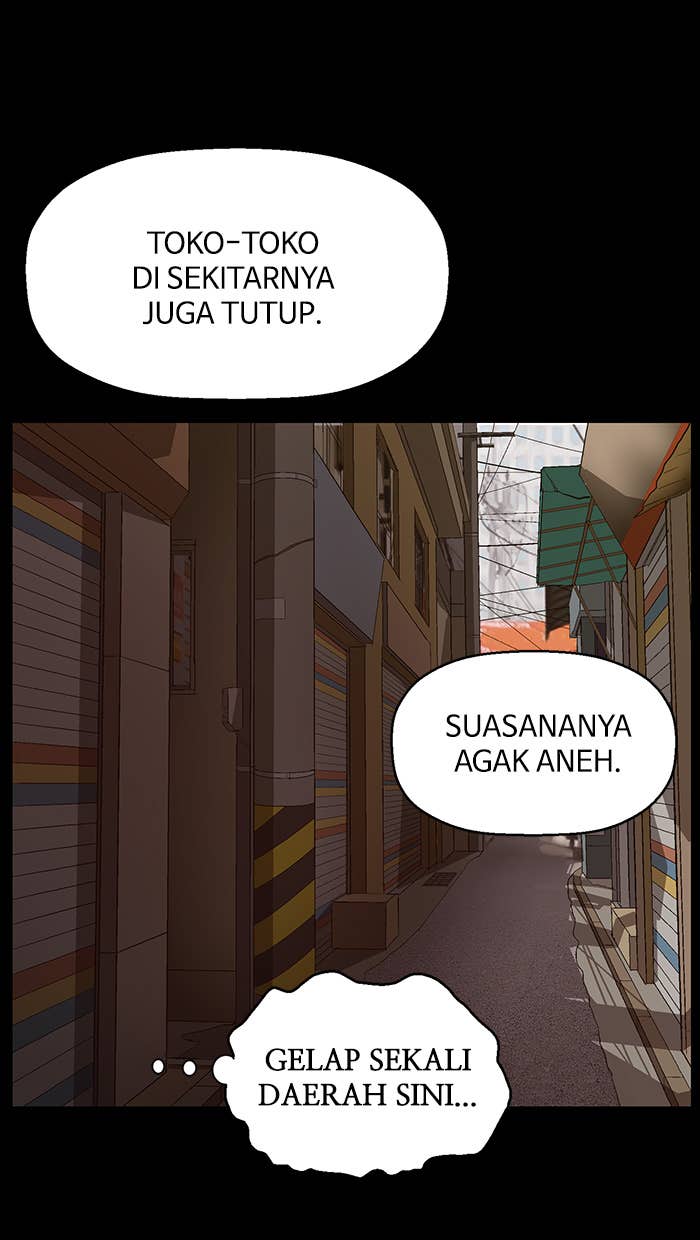 TOKO-TOKO
DI SEKITARNYA
JUGA TUTUP.
SUASANANYA
AGAK ANEH.
GELAP SEKALI
DAERAH SINI...